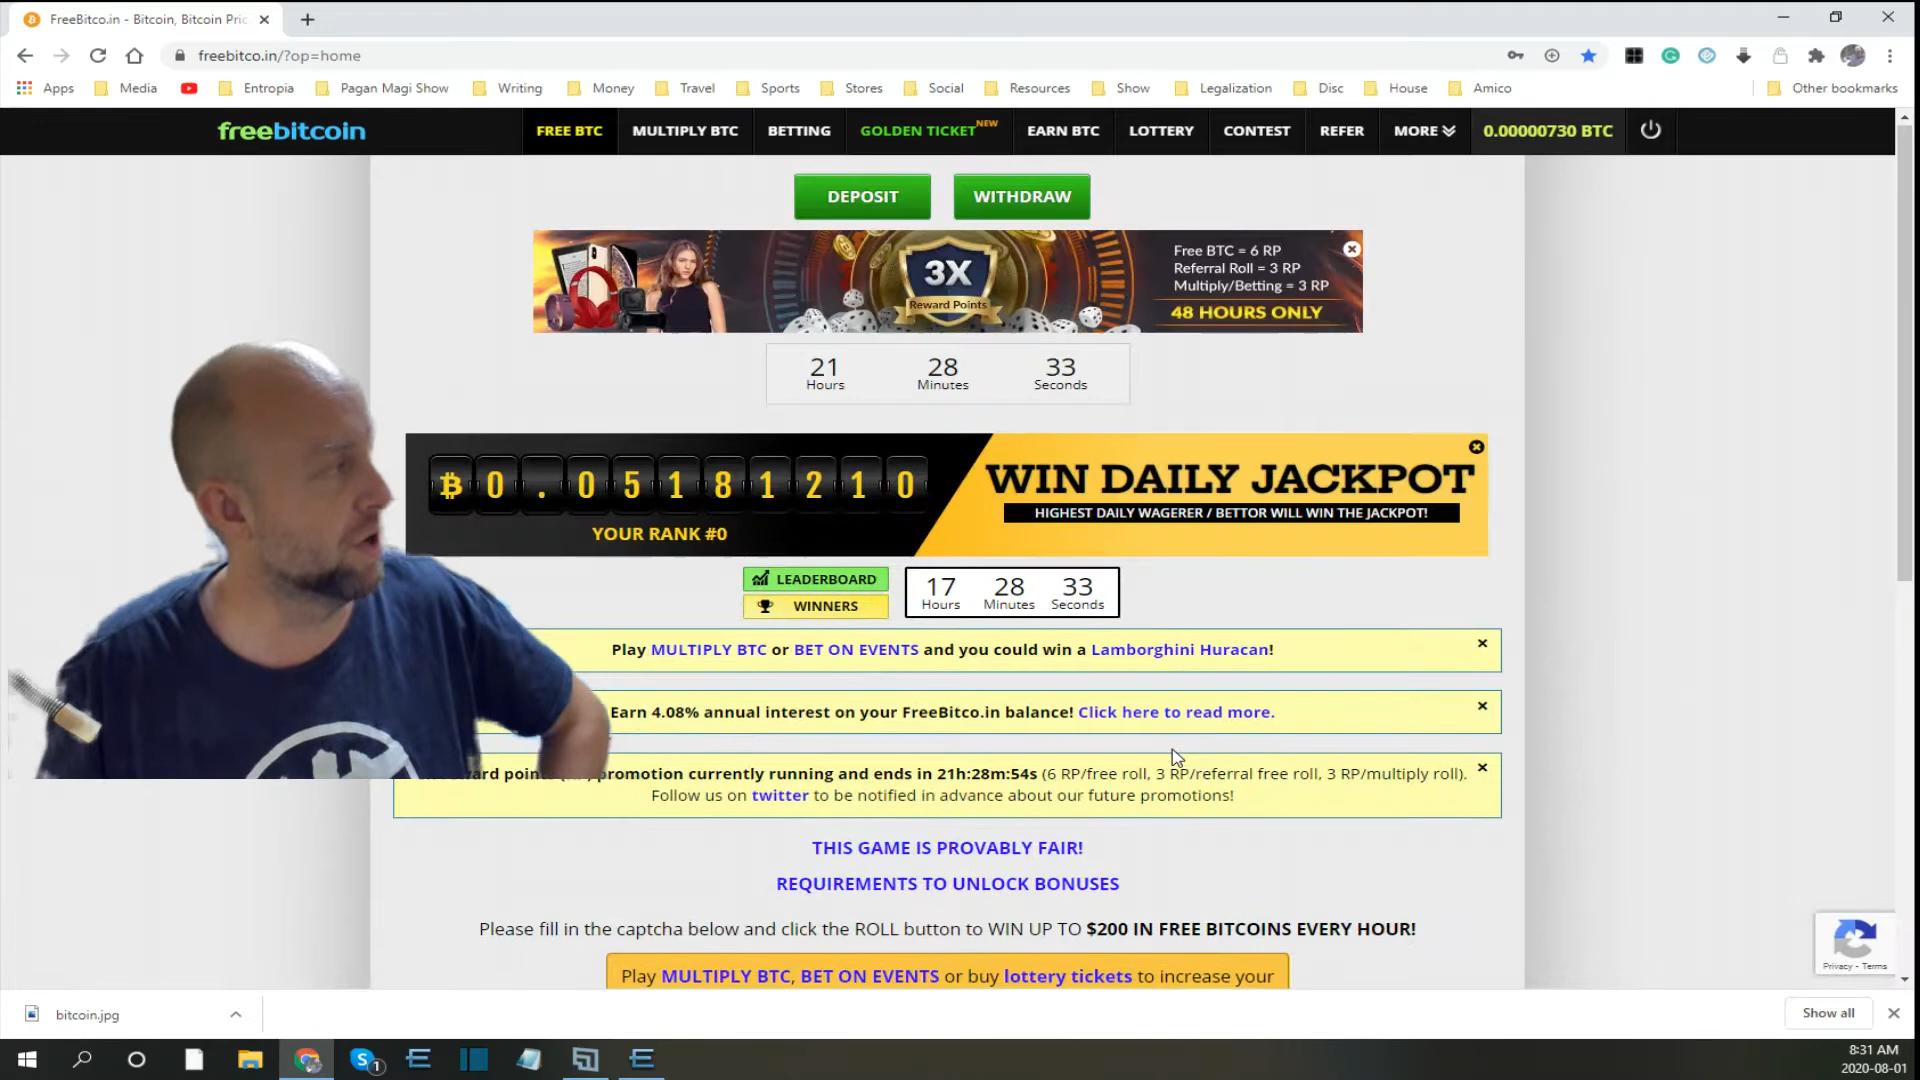 FreeBitco.in - Bitcoin, Bitcoin Pric
freebitco.in/?op=home
Apps Media Entropia Pagan Magi Show Writing Money Travel Sports Stores Social Resources Show Legalization Disc House Amico Other bookmarks
freebitcoin FREE BTC MULTIPLY BTC BETTING GOLDEN TICKET NEW EARN BTC LOTTERY CONTEST REFER MORE 0.00000730 BTC
DEPOSIT WITHDRAW
3X
Reward Points
Free BTC = 6 RP
Referral Roll = 3 RP
Multiply/Betting = 3 RP
48 HOURS ONLY
21 28 33
Hours Minutes Seconds
0.05181210
YOUR RANK #0
WIN DAILY JACKPOT
HIGHEST DAILY WAGERER / BETTOR WILL WIN THE JACKPOT!
LEADERBOARD
WINNERS
17 28 33
Hours Minutes Seconds
Play MULTIPLY BTC or BET ON EVENTS and you could win a Lamborghini Huracan!
Earn 4.08% annual interest on your FreeBitco.in balance! Click here to read more.
promotion currently running and ends in 21h:28m:54s (6 RP/free roll, 3 RP/referral free roll, 3 RP/multiply roll).
Follow us on twitter to be notified in advance about our future promotions!
THIS GAME IS PROVABLY FAIR!
REQUIREMENTS TO UNLOCK BONUSES
Please fill in the captcha below and click the ROLL button to WIN UP TO $200 IN FREE BITCOINS EVERY HOUR!
Play MULTIPLY BTC, BET ON EVENTS or buy lottery tickets to increase your
Privacy - Terms
bitcoin.jpg
Show all
1
8:31 AM
2020-08-01